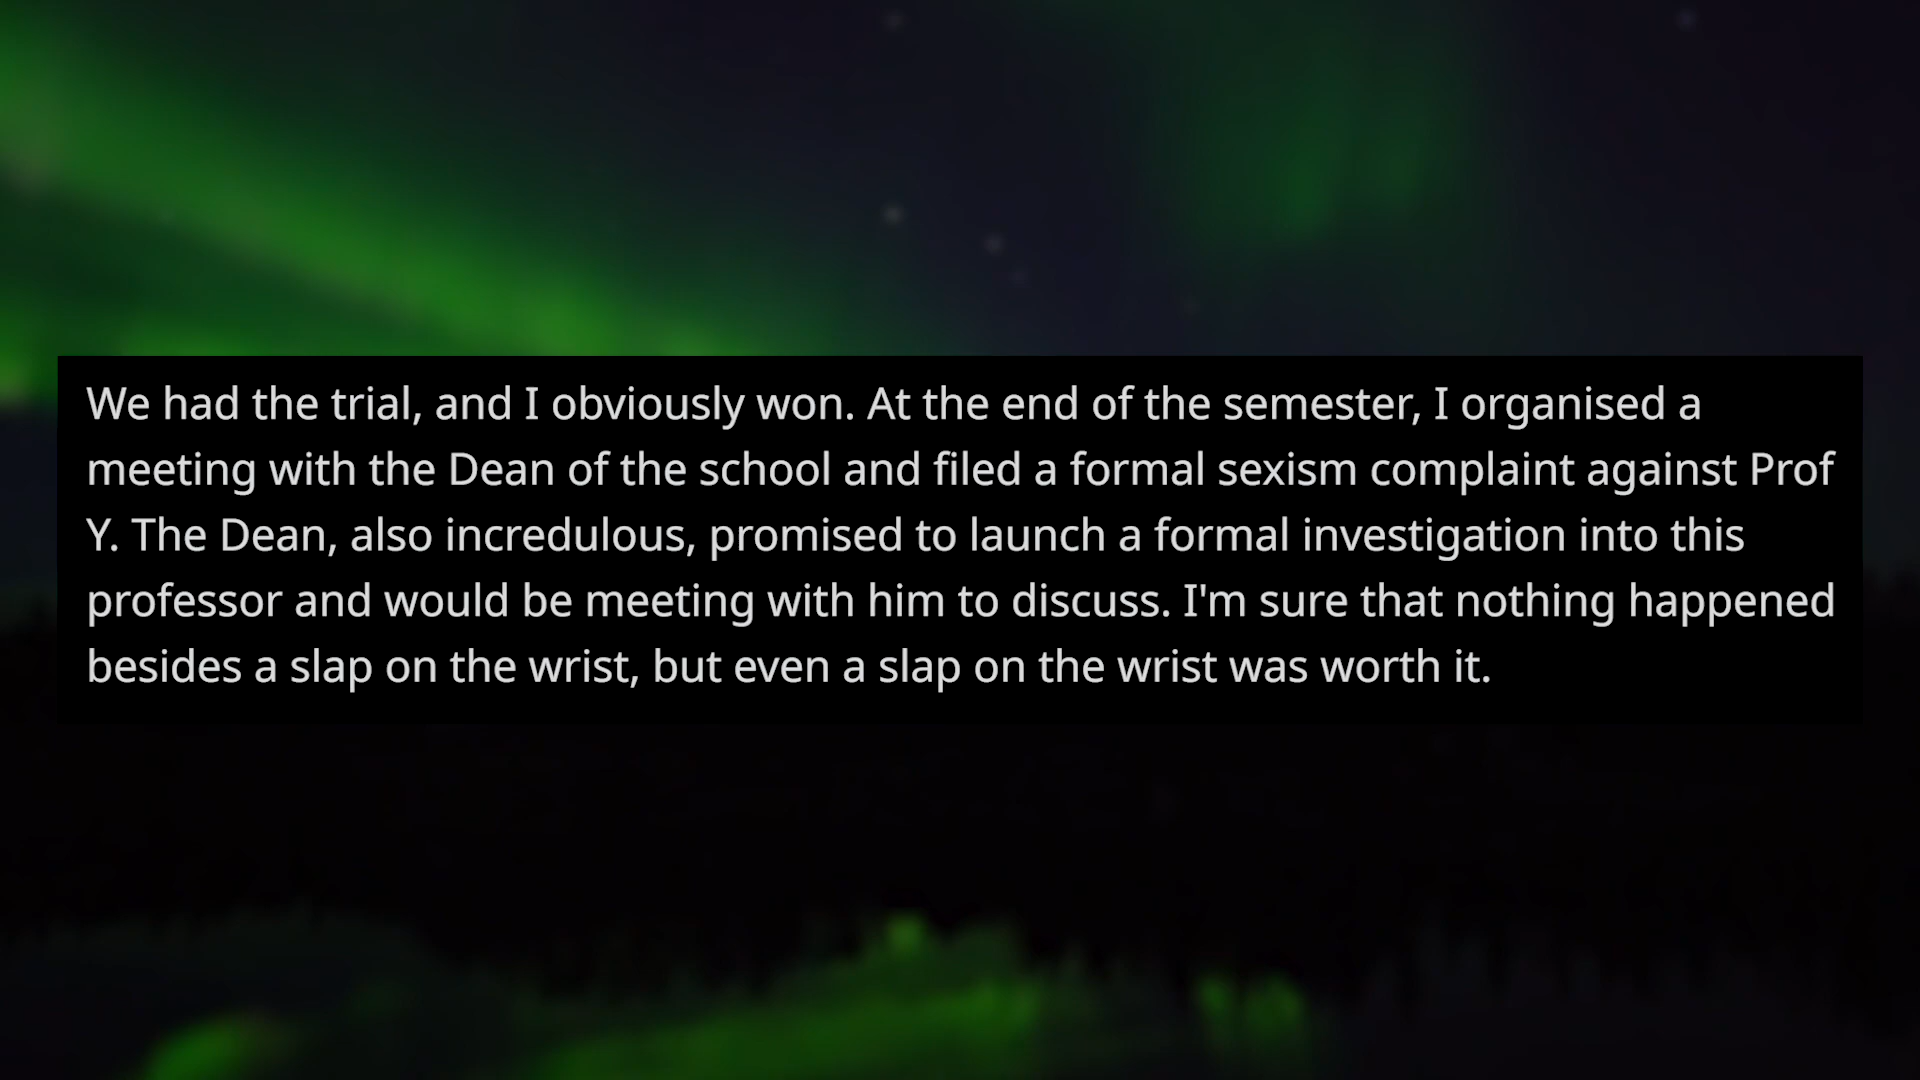 We had the trial, and I obviously won. At the end of the semester, I organised a
meeting with the Dean of the school and filed a formal sexism complaint against Prof
Y. The Dean, also incredulous, promised to launch a formal investigation into this
professor and would be meeting with him to discuss. I'm sure that nothing happened
besides a slap on the wrist, but even a slap on the wrist was worth it.